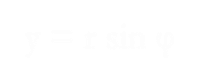 y = r sin φ